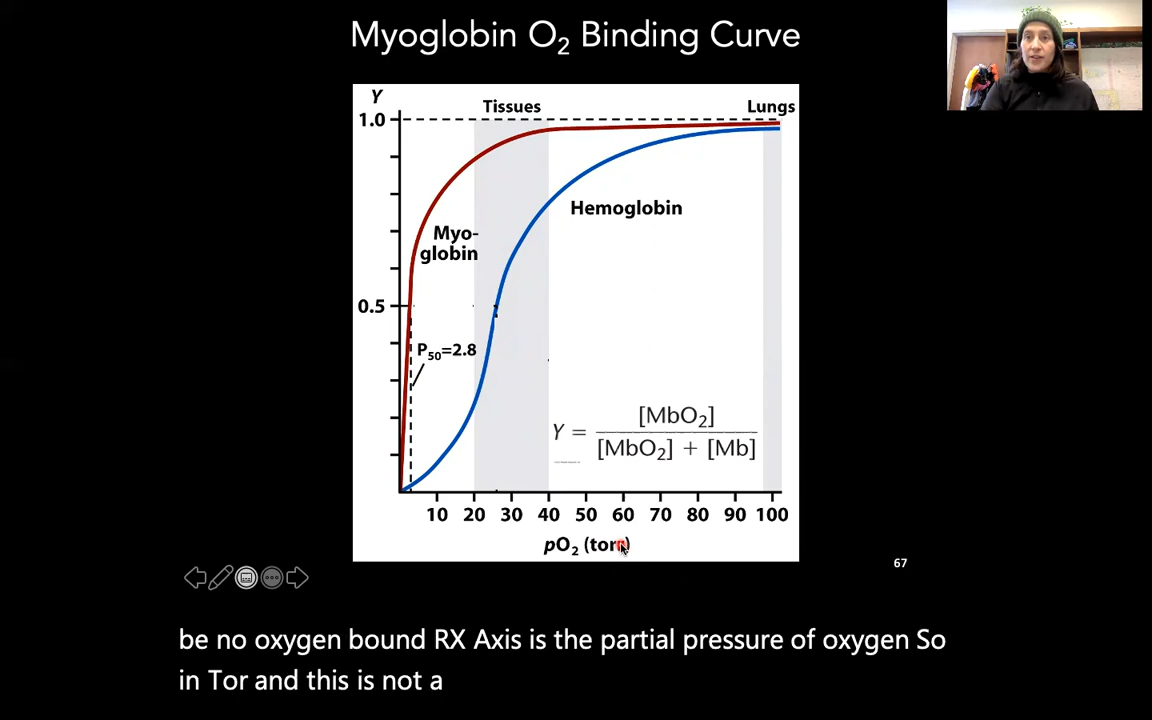 Myoglobin O₂ Binding Curve
Y
Tissues
Lungs
1.0
Hemoglobin
Myo-
globin
0.5
P₅₀=2.8
Y = [MbO₂] / [MbO₂] + [Mb]
10 20 30 40 50 60 70 80 90 100
pO₂ (torr)
67
be no oxygen bound RX Axis is the partial pressure of oxygen So
in Tor and this is not a